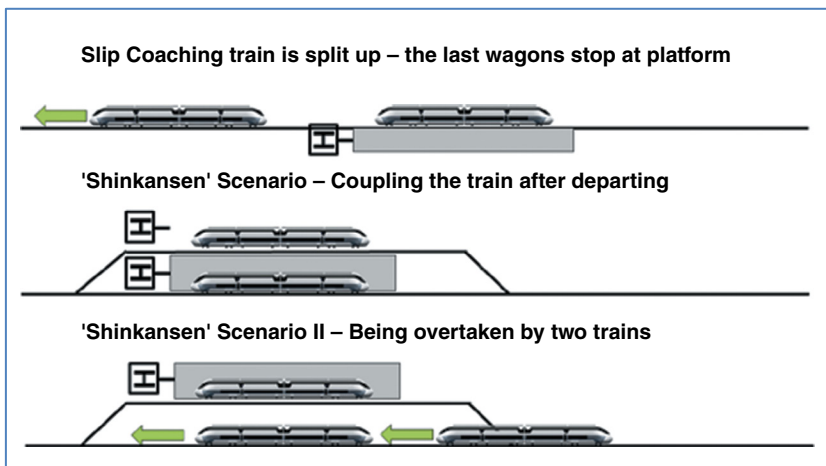 Slip Coaching train is split up – the last wagons stop at platform
H
'Shinkansen' Scenario – Coupling the train after departing
H
H
'Shinkansen' Scenario II – Being overtaken by two trains
H